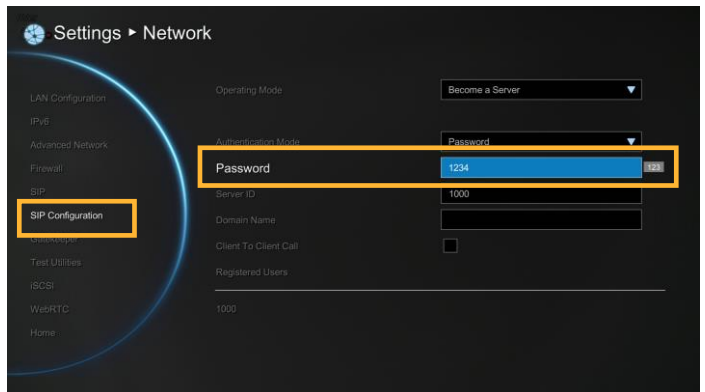 Settings ▸ Network
LAN Configuration
IPv6
Advanced Network
Firewall
SIP
SIP Configuration
Gatekeeper
Test Utilities
iSCSI
WebRTC
Home
Operating Mode
Become a Server
Authentication Mode
Password
Password
1234
123
Server ID
1000
Domain Name
Client To Client Call
Registered Users
1000